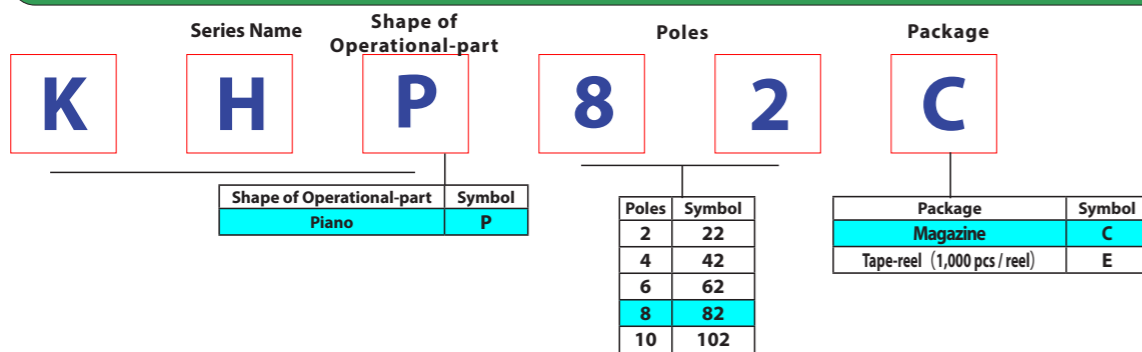 Series Name
Shape of
Operational-part
Poles
Package
K H P 8 2 C
Shape of Operational-part Symbol
Piano P
Poles Symbol
2 22
4 42
6 62
8 82
10 102
Package Symbol
Magazine C
Tape-reel（1,000 pcs / reel） E